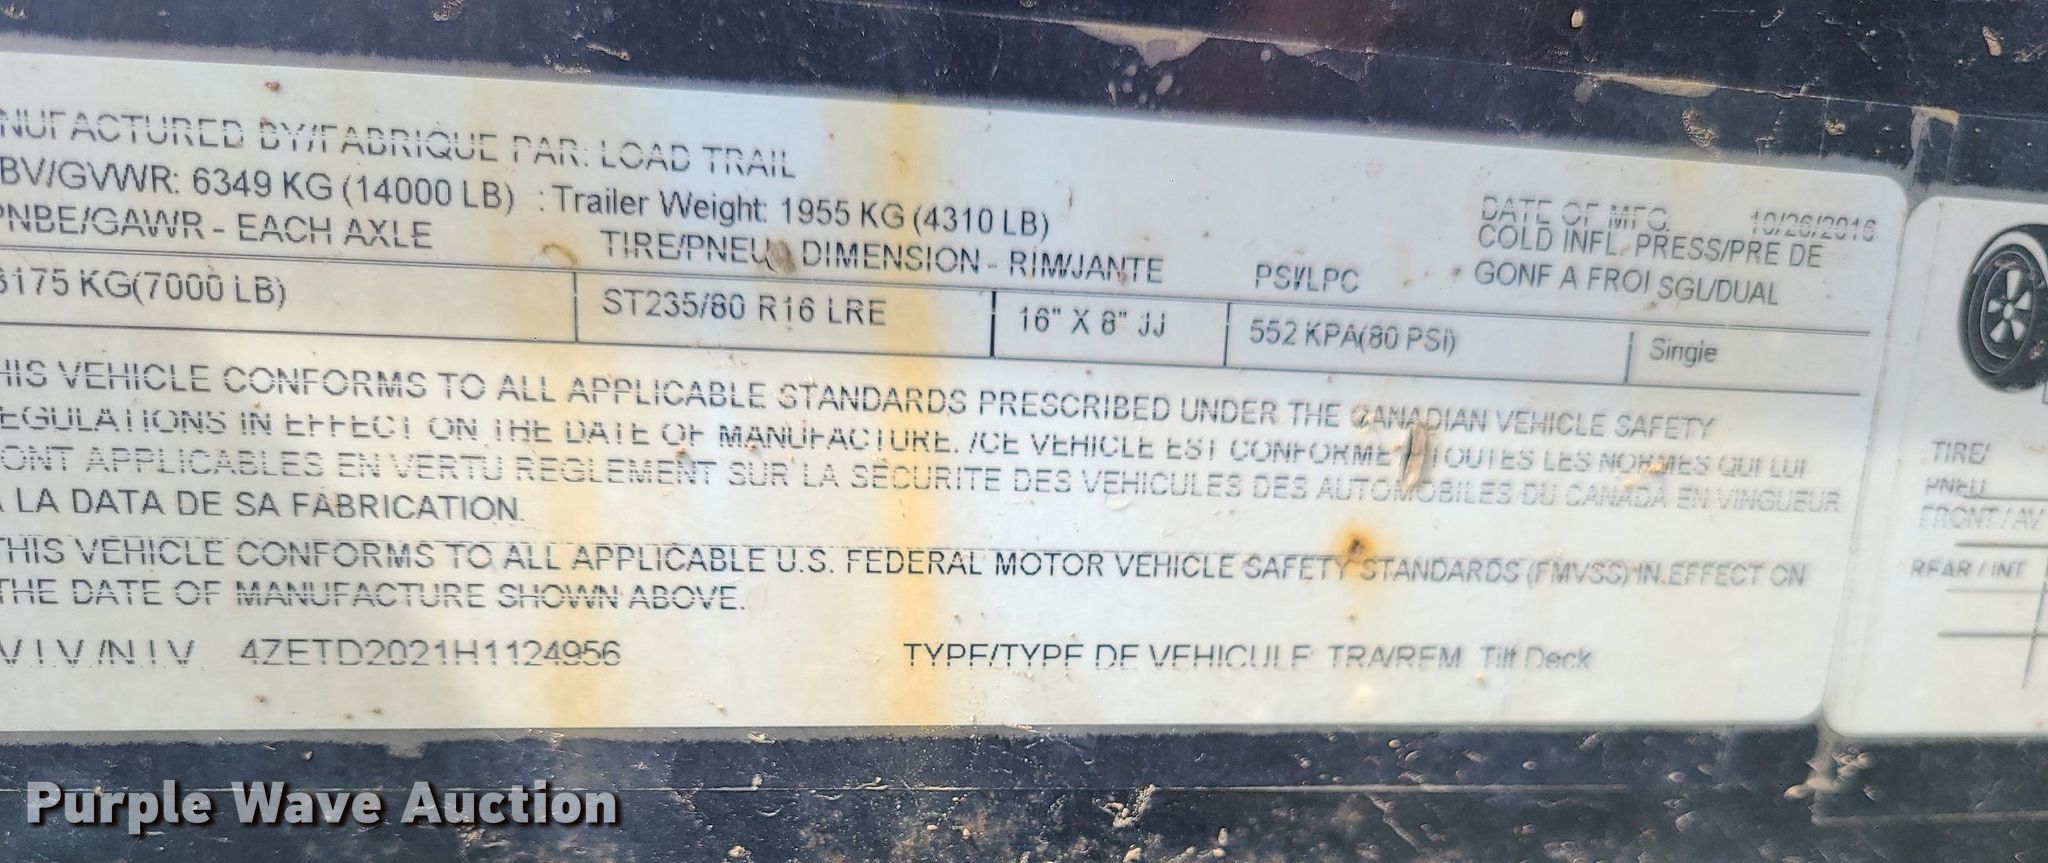 NUFACTURED BY/FABRIQUE PAR: LOAD TRAIL
BV/GVWR: 6349 KG (14000 LB) : Trailer Weight: 1955 KG (4310 LB)
DATE OF MFG. 10/26/2016
PNBE/GAWR - EACH AXLE TIRE/PNEU DIMENSION - RIM/JANTE PSI/LPC
COLD INFL. PRESS/PRE DE
GONF A FROI SGL/DUAL
3175 KG(7000 LB) ST235/80 R16 LRE 16" X 8" JJ 552 KPA(80 PSI) Single
HIS VEHICLE CONFORMS TO ALL APPLICABLE STANDARDS PRESCRIBED UNDER THE CANADIAN VEHICLE SAFETY
EGULATIONS IN EFFECT ON THE DATE OF MANUFACTURE. /CE VEHICLE EST CONFORME TOUTES LES NORMES QUI LUI
ONT APPLICABLES EN VERTU REGLEMENT SUR LA SECURITE DES VEHICULES DES AUTOMOBILES DU CANADA EN VINGUEUR
LA DATA DE SA FABRICATION.
THIS VEHICLE CONFORMS TO ALL APPLICABLE U.S. FEDERAL MOTOR VEHICLE SAFETY STANDARDS (FMVSS) IN EFFECT ON
THE DATE OF MANUFACTURE SHOWN ABOVE.
V.I.V./N.I.V. 4ZETD2021H1124956 TYPE/TYPE DE VEHICULE: TRA/REM Tilt Deck
TIRE/
PNEU
FRONT / AV
REAR / INT
Purple Wave Auction